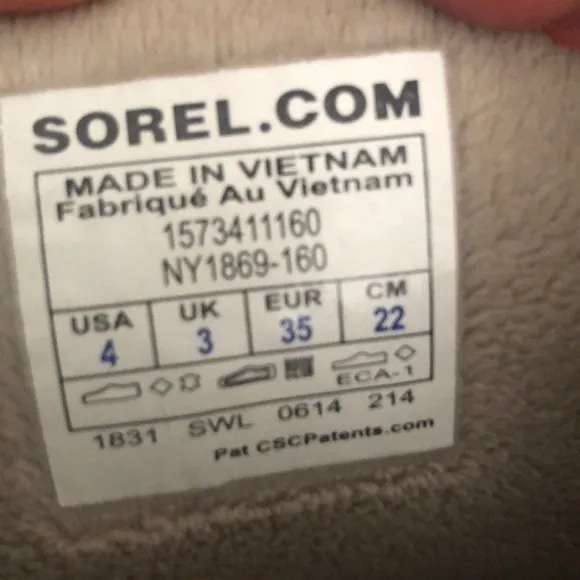 SOREL.COM
MADE IN VIETNAM
Fabriqué Au Vietnam
1573411160
NY1869-160
USA UK EUR CM
4 3 35 22
ECA-1
1831 SWL 0614 214
Pat CSCPatents.com